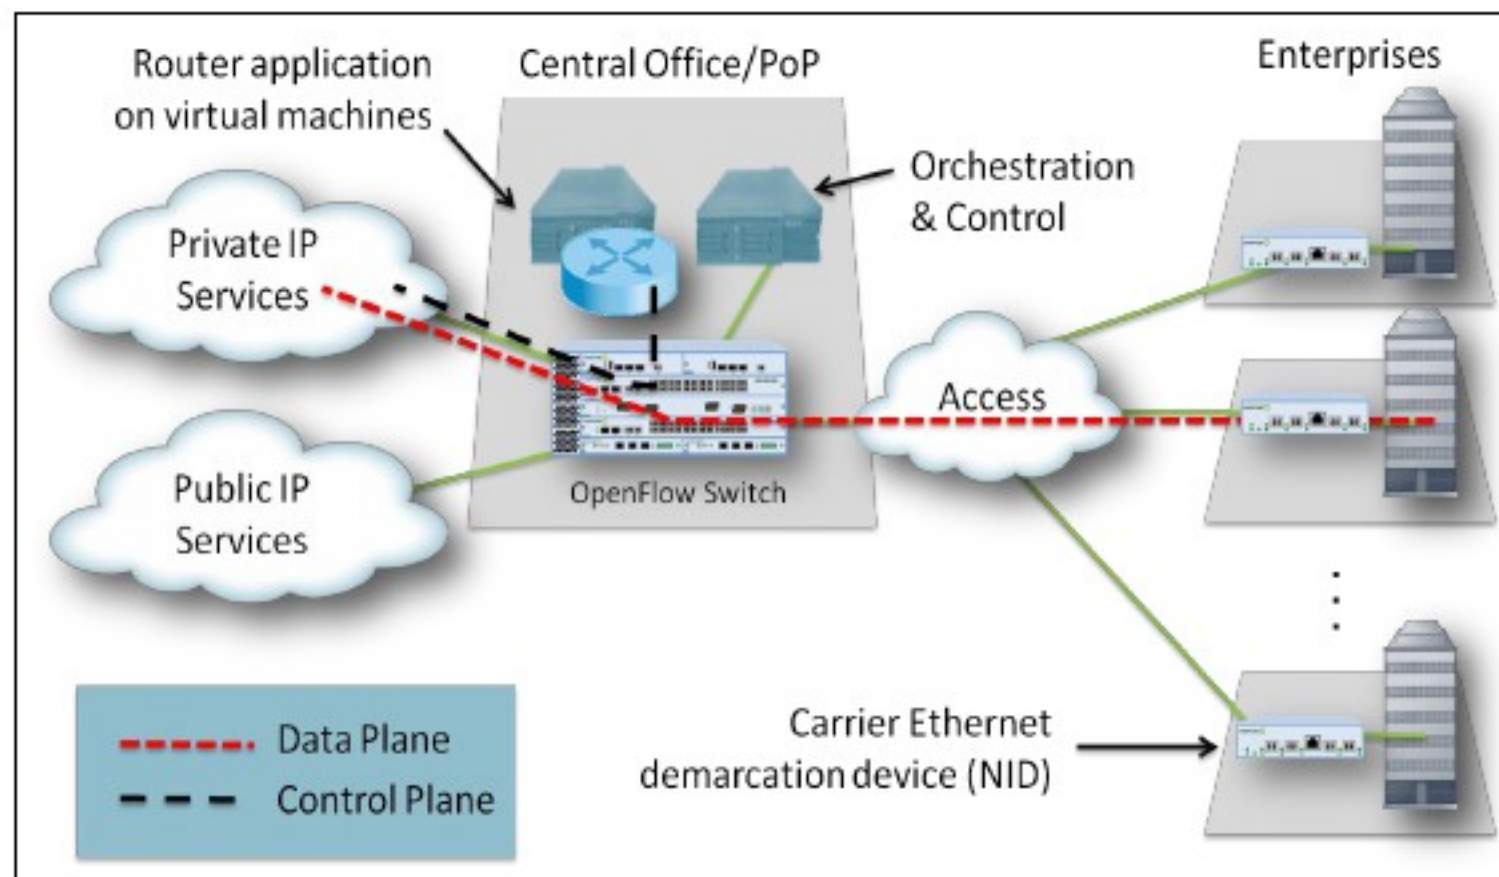 Router application
on virtual machines
Central Office/PoP
Enterprises
Orchestration
& Control
Private IP
Services
Access
OpenFlow Switch
Public IP
Services
Data Plane
Control Plane
Carrier Ethernet
demarcation device (NID)